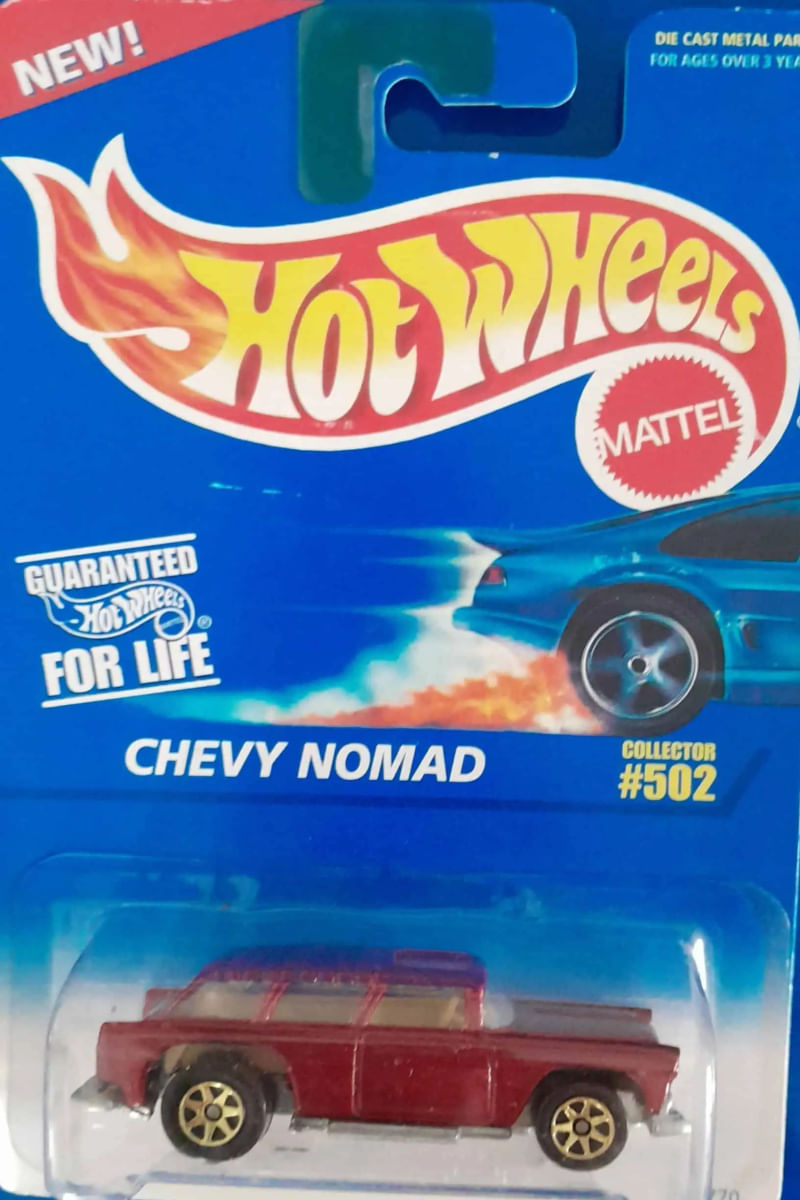 NEW!
DIE CAST METAL PAR
FOR AGES OVER 3 YEA
HOT WHEELS
MATTEL
GUARANTEED
HOT WHEELS ®
FOR LIFE
CHEVY NOMAD
COLLECTOR
#502